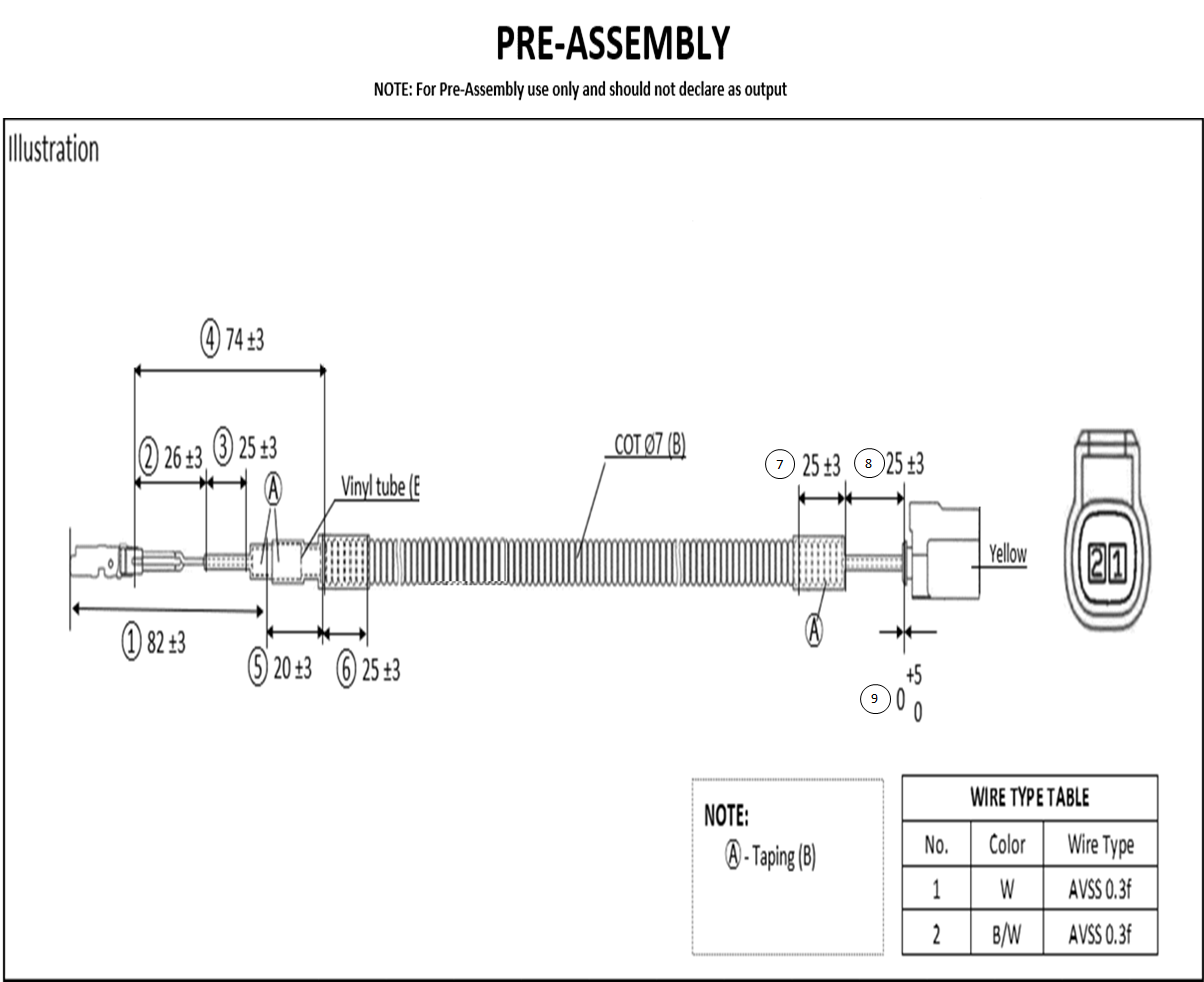 PRE-ASSEMBLY
NOTE: For Pre-Assembly use only and should not declare as output
Illustration
④ 74 ±3
② 26 ±3
③ 25 ±3
A
Vinyl tube (
COT Ø7 (B)
⑦ 25 ±3
⑧ 25 ±3
Yellow
2 1
① 82 ±3
⑤ 20 ±3
⑥ 25 ±3
A
+5
⑨ 0
0
NOTE:
Ⓐ - Taping (B)
WIRE TYPE TABLE
No. Color Wire Type
1 W AVSS 0.3f
2 B/W AVSS 0.3f